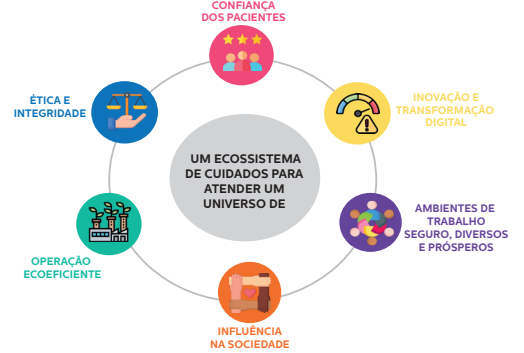 CONFIANÇA
DOS PACIENTES
INOVAÇÃO E
TRANSFORMAÇÃO
DIGITAL
AMBIENTES DE
TRABALHO
SEGURO, DIVERSOS
E PRÓSPEROS
INFLUÊNCIA
NA SOCIEDADE
OPERAÇÃO
ECOEFICIENTE
ÉTICA E
INTEGRIDADE
UM ECOSSISTEMA
DE CUIDADOS PARA
ATENDER UM
UNIVERSO DE